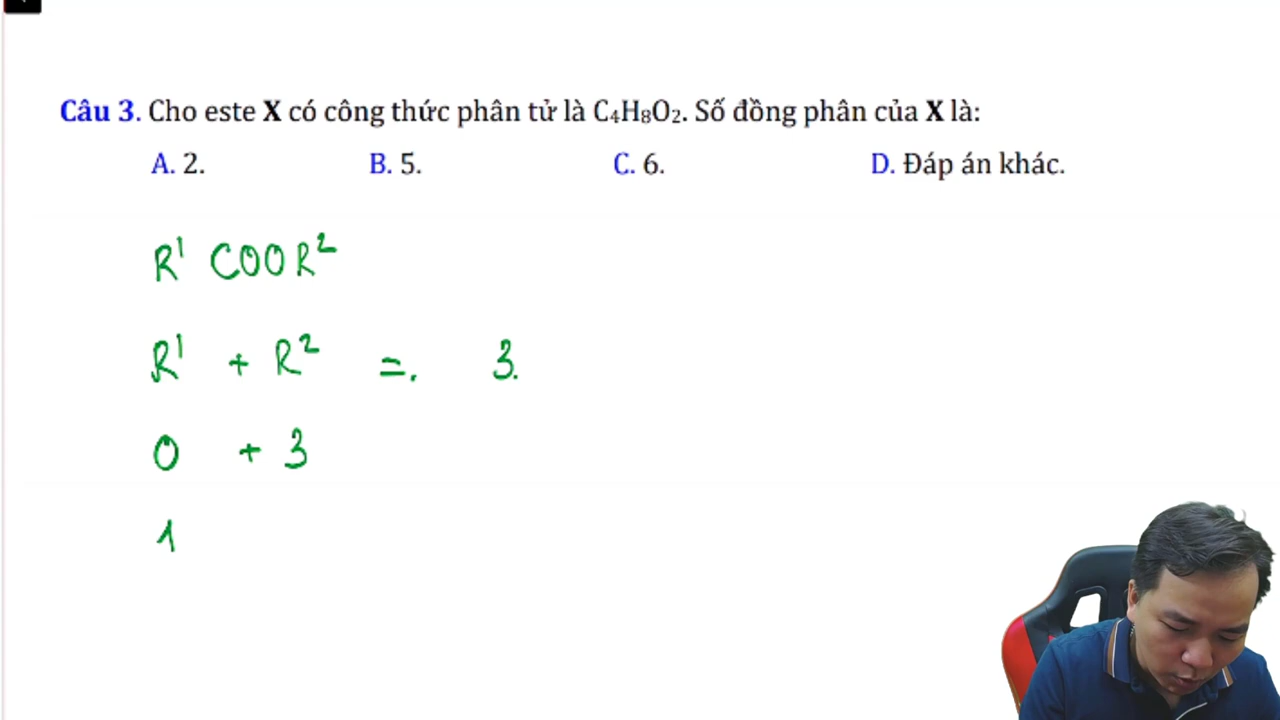 Câu 3. Cho este X có công thức phân tử là C₄H₈O₂. Số đồng phân của X là:
A. 2. B. 5. C. 6. D. Đáp án khác.
R¹ COOR²
R¹ + R² =. 3.
0 + 3
1